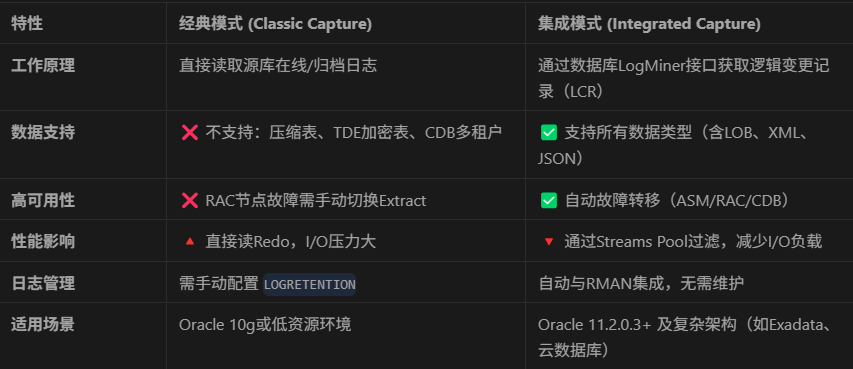 特性 经典模式 (Classic Capture) 集成模式 (Integrated Capture)
工作原理 直接读取源库在线/归档日志 通过数据库LogMiner接口获取逻辑变更记
录（LCR）
数据支持 ❌ 不支持：压缩表、TDE加密表、CDB多租户 ✅ 支持所有数据类型（含LOB、XML、
JSON）
高可用性 ❌ RAC节点故障需手动切换Extract ✅ 自动故障转移（ASM/RAC/CDB）
性能影响 🔺 直接读Redo，I/O压力大 🔻 通过Streams Pool过滤，减少I/O负载
日志管理 需手动配置 LOGRETENTION 自动与RMAN集成，无需维护
适用场景 Oracle 10g或低资源环境 Oracle 11.2.0.3+ 及复杂架构（如Exadata、
云数据库）